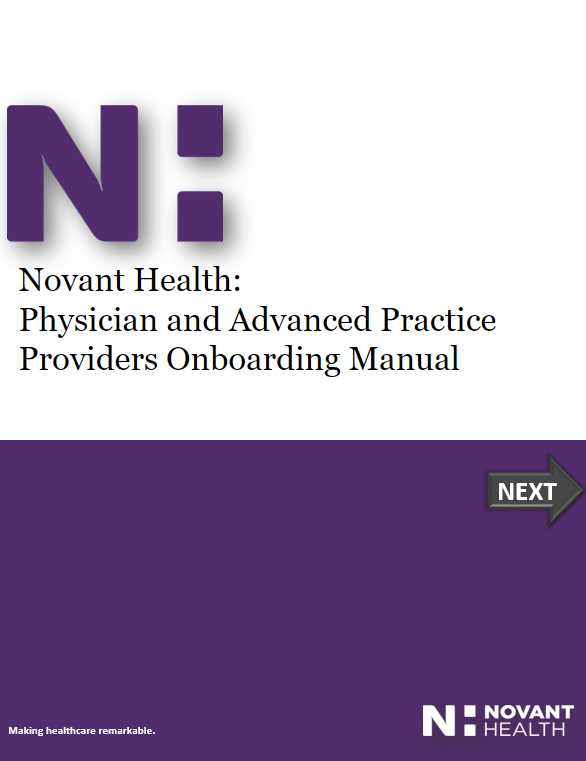 N:
Novant Health:
Physician and Advanced Practice
Providers Onboarding Manual
NEXT
Making healthcare remarkable.
N: NOVANT
HEALTH